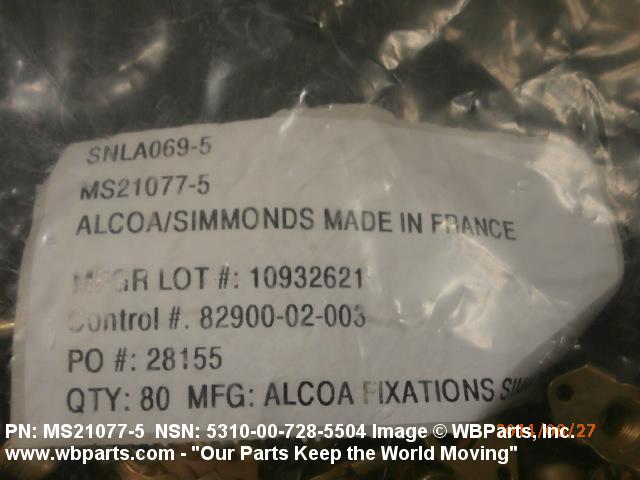 SNLA069-5
MS21077-5
ALCOA/SIMMONDS MADE IN FRANCE
MFGR LOT #: 10932621
Control #. 82900-02-003
PO #: 28155
QTY: 80 MFG: ALCOA FIXATIONS
PN: MS21077-5 NSN: 5310-00-728-5504 Image © WBParts, Inc.
www.wbparts.com - "Our Parts Keep the World Moving"